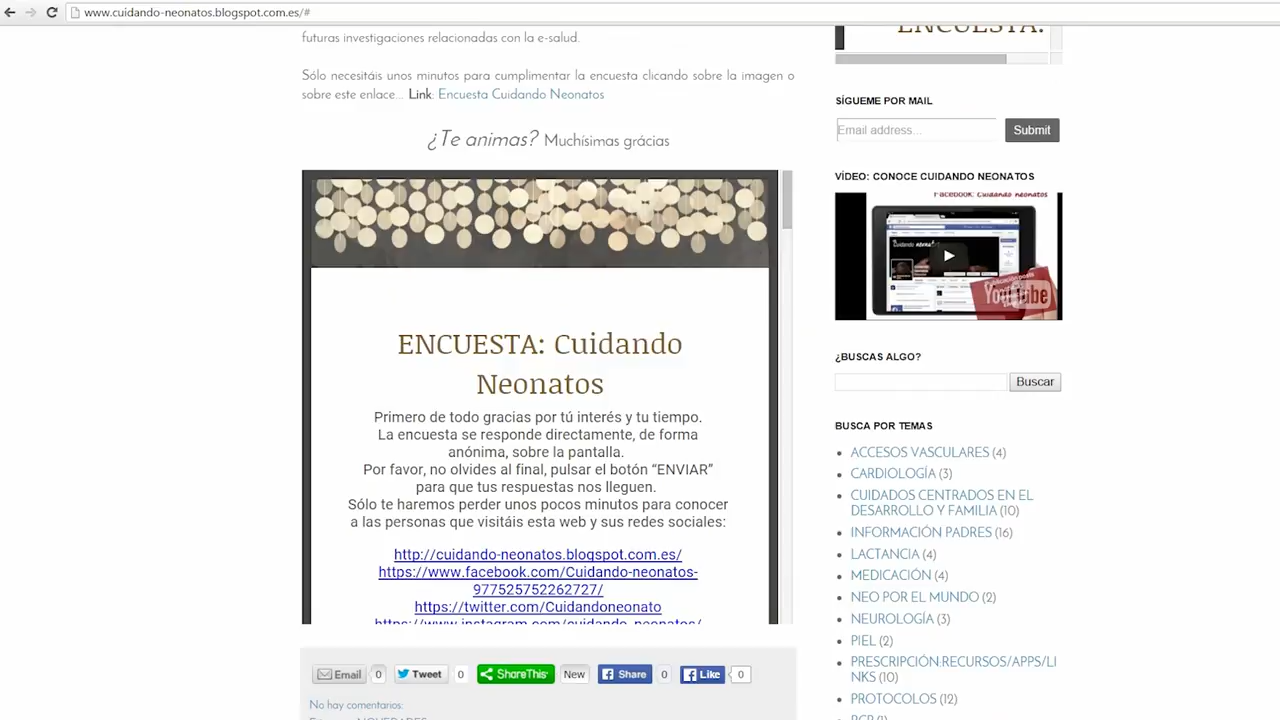 www.cuidando-neonatos.blogspot.com.es/#
futuras investigaciones relacionadas con la e-salud.
Sólo necesitáis unos minutos para cumplimentar la encuesta clicando sobre la imagen o
sobre este enlace... Link: Encuesta Cuidando Neonatos
¿Te animas? Muchísimas grácias
ENCUESTA: Cuidando
Neonatos
Primero de todo gracias por tú interés y tu tiempo.
La encuesta se responde directamente, de forma
anónima, sobre la pantalla.
Por favor, no olvides al final, pulsar el botón “ENVIAR”
para que tus respuestas nos lleguen.
Sólo te haremos perder unos pocos minutos para conocer
a las personas que visitáis esta web y sus redes sociales:
http://cuidando-neonatos.blogspot.com.es/
https://www.facebook.com/Cuidando-neonatos-
977525752262727/
https://twitter.com/Cuidandoneonato
https://www.instagram.com/cuidando_neonatos/
Email 0 Tweet 0 ShareThis New Share 0 Like 0
No hay comentarios:
Etiquetas: NOVEDADES
ENCUESTA:
SÍGUEME POR MAIL
Email address... Submit
VÍDEO: CONOCE CUIDANDO NEONATOS
Facebook: Cuidando neonatos
YouTube
¿BUSCAS ALGO?
Buscar
BUSCA POR TEMAS
ACCESOS VASCULARES (4)
CARDIOLOGÍA (3)
CUIDADOS CENTRADOS EN EL
DESARROLLO Y FAMILIA (10)
INFORMACIÓN PADRES (16)
LACTANCIA (4)
MEDICACIÓN (4)
NEO POR EL MUNDO (2)
NEUROLOGÍA (3)
PIEL (2)
PRESCRIPCIÓN:RECURSOS/APPS/LI
NKS (10)
PROTOCOLOS (12)
RCP (1)